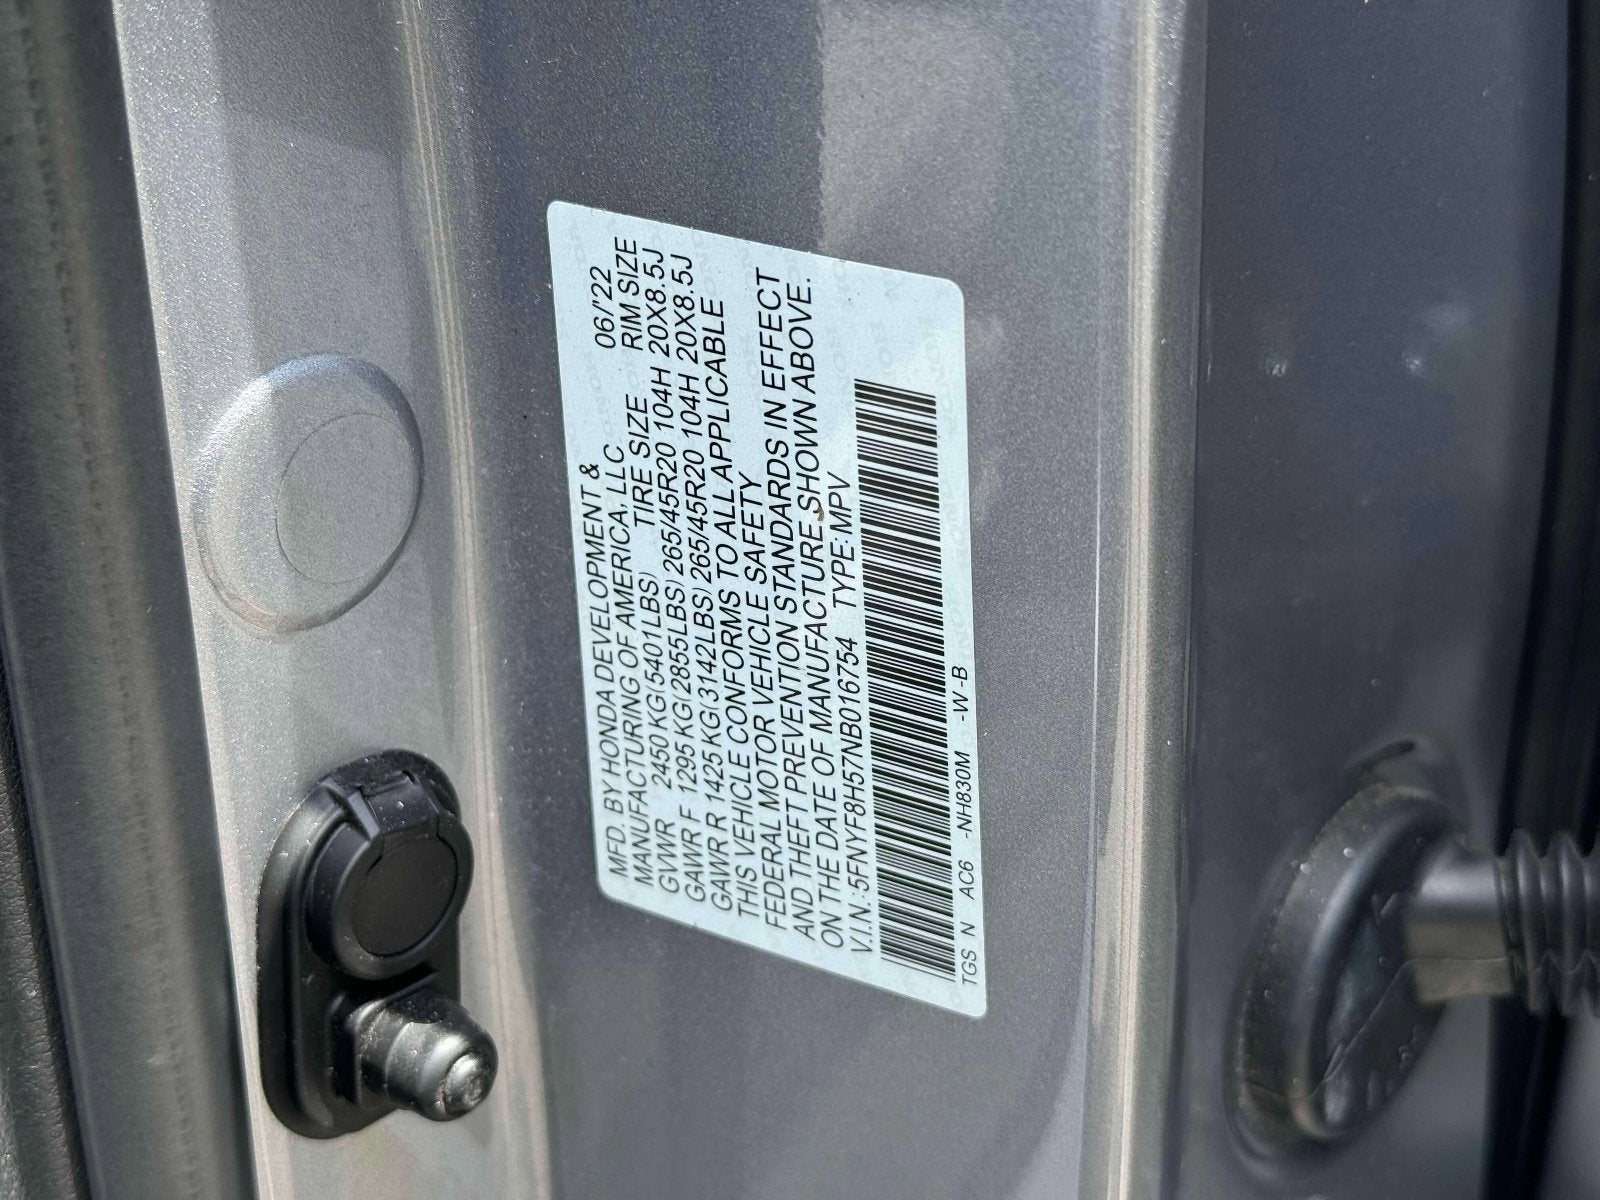 MFD. BY HONDA DEVELOPMENT &
MANUFACTURING OF AMERICA, LLC 06/'22
TIRE SIZE RIM SIZE
GVWR 2450 KG(5401LBS)
GAWR F 1295 KG(2855LBS) 265/45R20 104H 20X8.5J
GAWR R 1425 KG(3142LBS) 265/45R20 104H 20X8.5J
THIS VEHICLE CONFORMS TO ALL APPLICABLE
FEDERAL MOTOR VEHICLE SAFETY
AND THEFT PREVENTION STANDARDS IN EFFECT
ON THE DATE OF MANUFACTURE SHOWN ABOVE.
V.I.N.:5FNYF8H57NB016754 TYPE:MPV
TGS N AC6 -NH830M -W -B